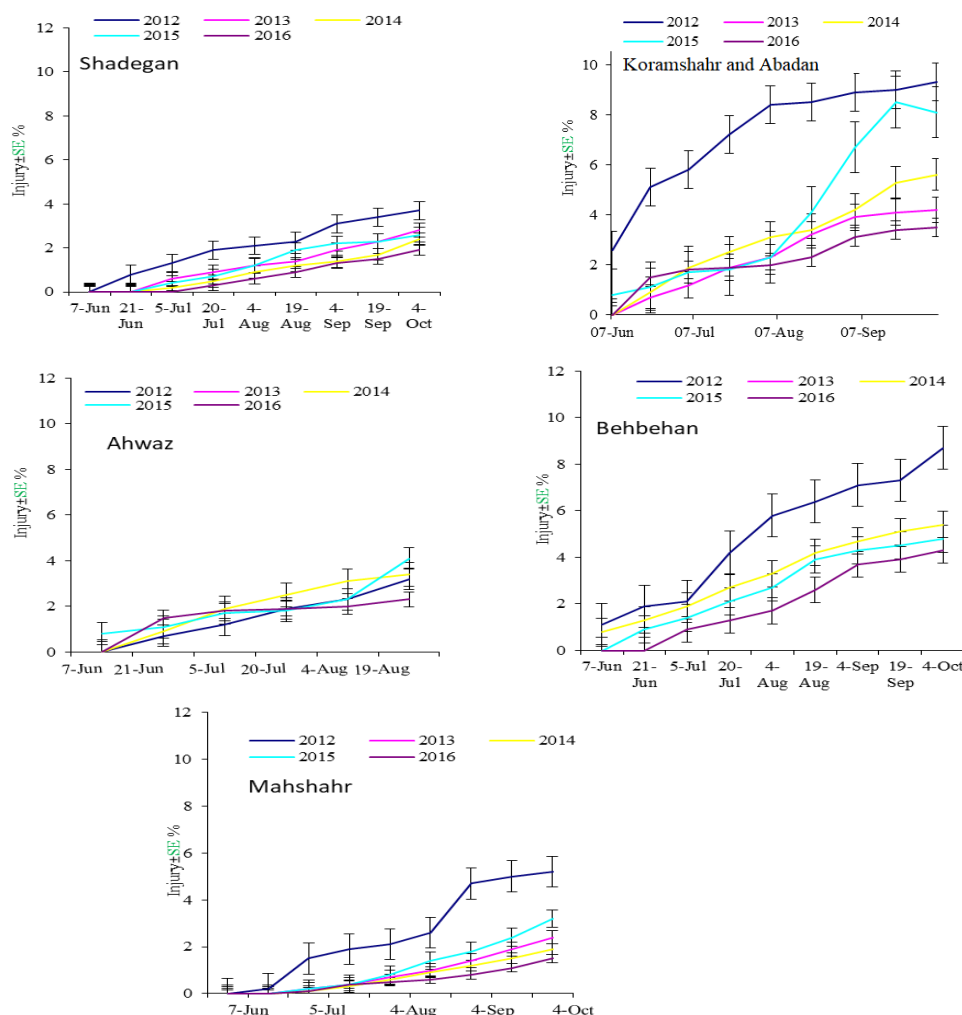 2012 2013 2014
2015 2016
Shadegan
Injury±SE %
12
10
8
6
4
2
0
7-Jun 21-Jun 5-Jul 20-Jul 4-Aug 19-Aug 4-Sep 19-Sep 4-Oct
2012 2013 2014
2015 2016
Koramshahr and Abadan
Injury±SE %
10
8
6
4
2
0
07-Jun 07-Jul 07-Aug 07-Sep
2012 2013 2014
2015 2016
Ahwaz
Injury±SE %
12
10
8
6
4
2
0
7-Jun 21-Jun 5-Jul 20-Jul 4-Aug 19-Aug
2012 2013 2014
2015 2016
Behbehan
Injury±SE %
12
10
8
6
4
2
0
7-Jun 21-Jun 5-Jul 20-Jul 4-Aug 19-Aug 4-Sep 19-Sep 4-Oct
2012 2013 2014
2015 2016
Mahshahr
Injury±SE %
12
10
8
6
4
2
0
7-Jun 5-Jul 4-Aug 4-Sep 4-Oct